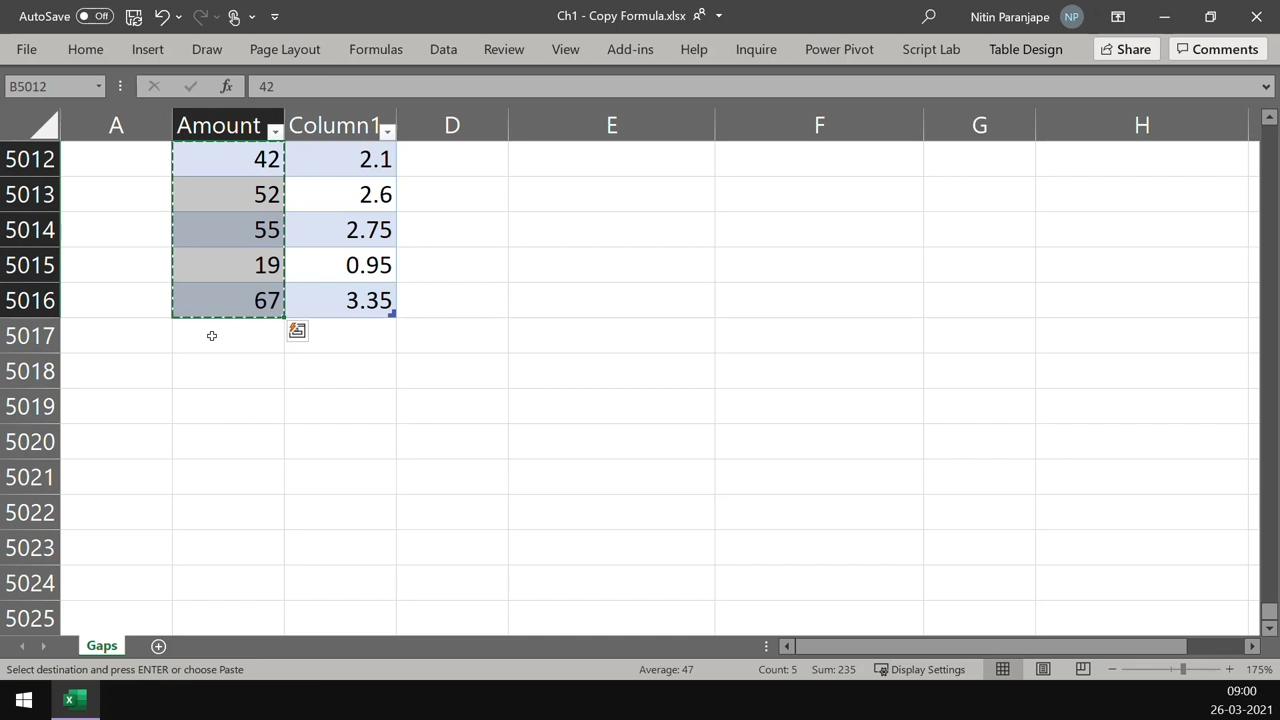 AutoSave Off Ch1 - Copy Formula.xlsx Nitin Paranjape NP
File Home Insert Draw Page Layout Formulas Data Review View Add-ins Help Inquire Power Pivot Script Lab Table Design Share Comments
B5012 fx 42
A Amount Column1 D E F G H
5012 42 2.1
5013 52 2.6
5014 55 2.75
5015 19 0.95
5016 67 3.35
5017
5018
5019
5020
5021
5022
5023
5024
5025
Gaps
Select destination and press ENTER or choose Paste Average: 47 Count: 5 Sum: 235 Display Settings 175%
09:00
26-03-2021